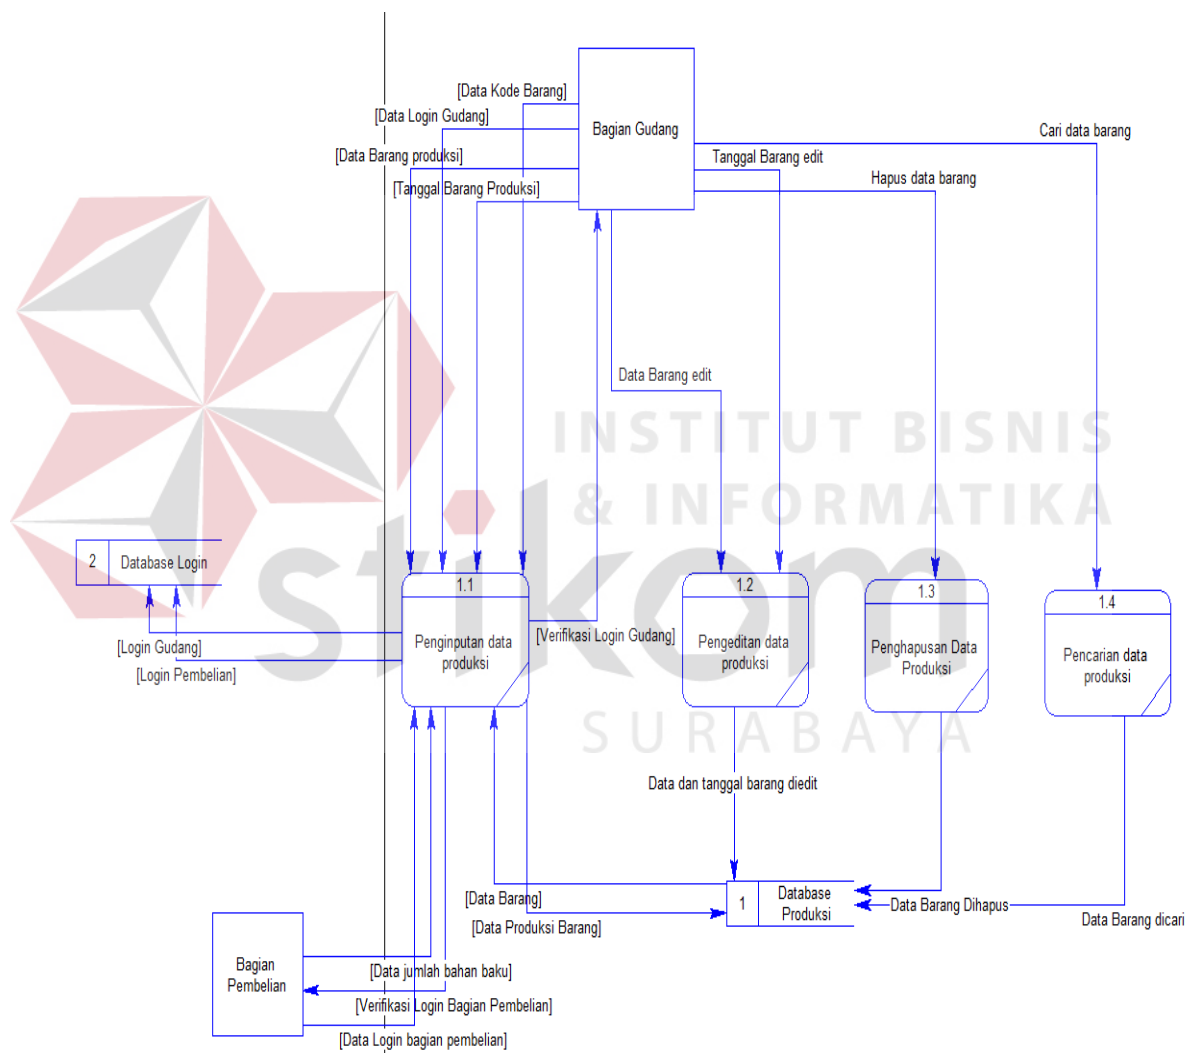 [Data Kode Barang]
[Data Login Gudang]
Bagian Gudang
Cari data barang
[Data Barang produksi]
Tanggal Barang edit
[Tanggal Barang Produksi]
Hapus data barang
Data Barang edit
INSTITUT BISNIS
& INFORMATIKA
stikom
SURABAYA
2
Database Login
[Login Gudang]
[Login Pembelian]
1.1
Penginputan data
produksi
[Verifikasi Login Gudang]
1.2
Pengeditan data
produksi
1.3
Penghapusan Data
Produksi
1.4
Pencarian data
produksi
Data dan tanggal barang diedit
[Data Barang]
[Data Produksi Barang]
1
Database
Produksi
Data Barang Dihapus
Data Barang dicari
Bagian
Pembelian
[Data jumlah bahan baku]
[Verifikasi Login Bagian Pembelian]
[Data Login bagian pembelian]